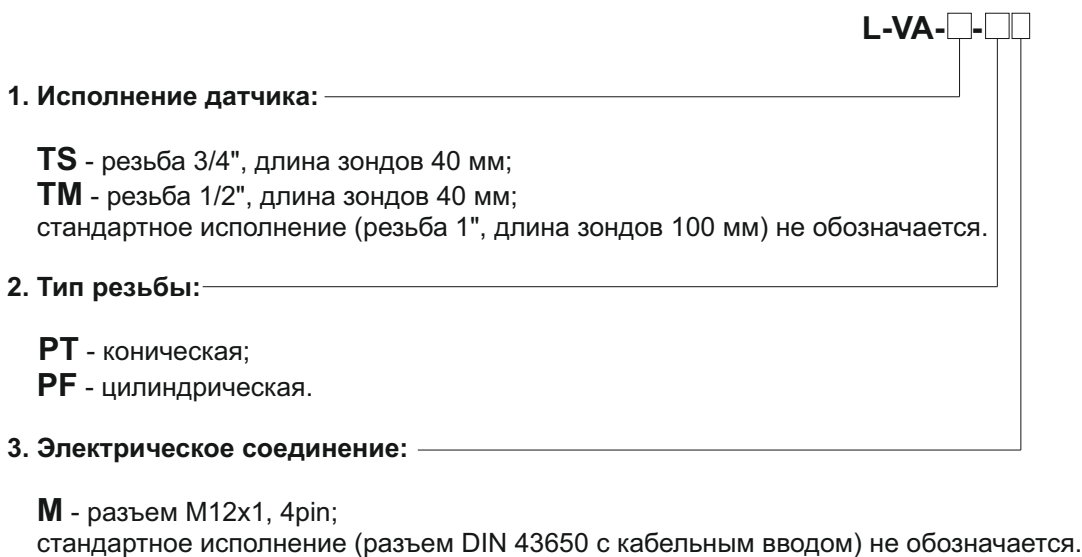 L-VA-□-□□
1. Исполнение датчика:
TS - резьба 3/4", длина зондов 40 мм;
TM - резьба 1/2", длина зондов 40 мм;
стандартное исполнение (резьба 1", длина зондов 100 мм) не обозначается.
2. Тип резьбы:
PT - коническая;
PF - цилиндрическая.
3. Электрическое соединение:
M - разъем M12x1, 4pin;
стандартное исполнение (разъем DIN 43650 с кабельным вводом) не обозначается.